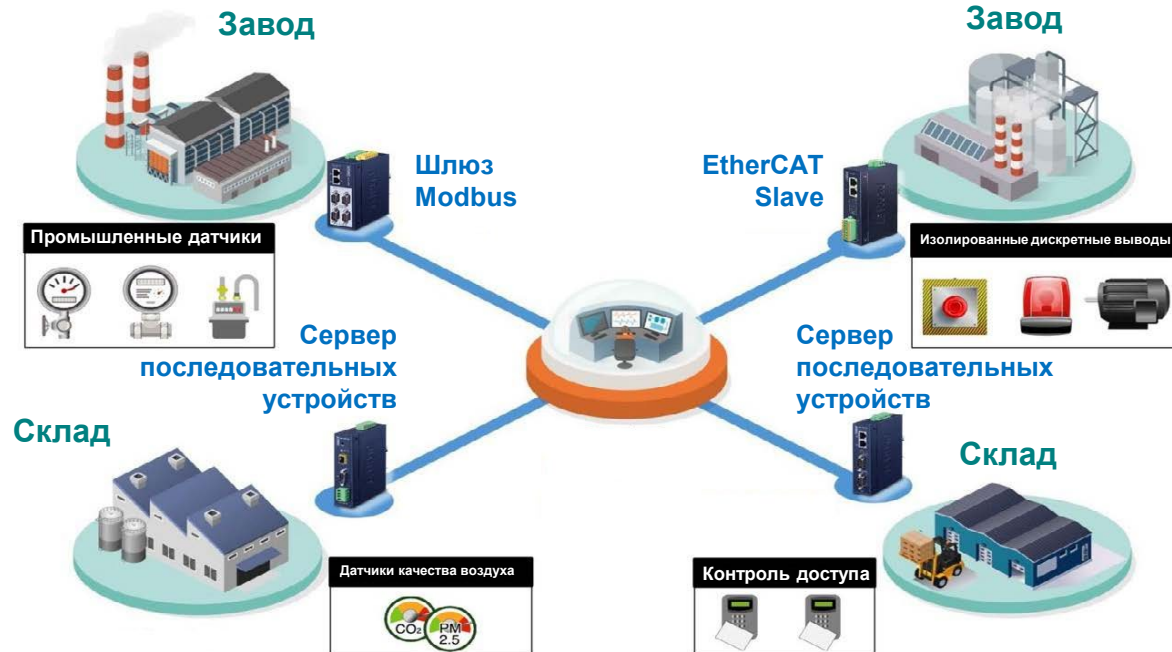 Завод
Завод
Шлюз
Modbus
EtherCAT
Slave
Промышленные датчики
Изолированные дискретные выводы
Сервер
последовательных
устройств
Сервер
последовательных
устройств
Склад
Склад
Датчики качества воздуха
CO₂
PM
2.5
Контроль доступа